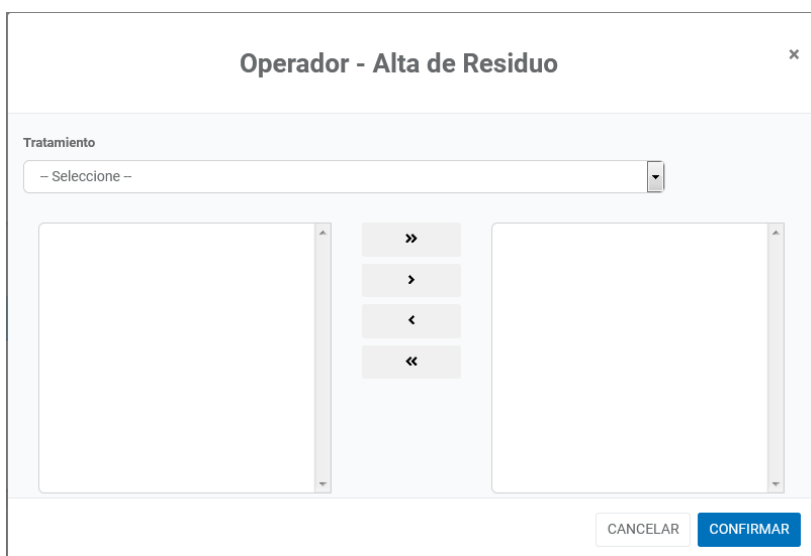 Operador - Alta de Residuo
×
Tratamiento
-- Seleccione --
»
›
‹
«
CANCELAR
CONFIRMAR